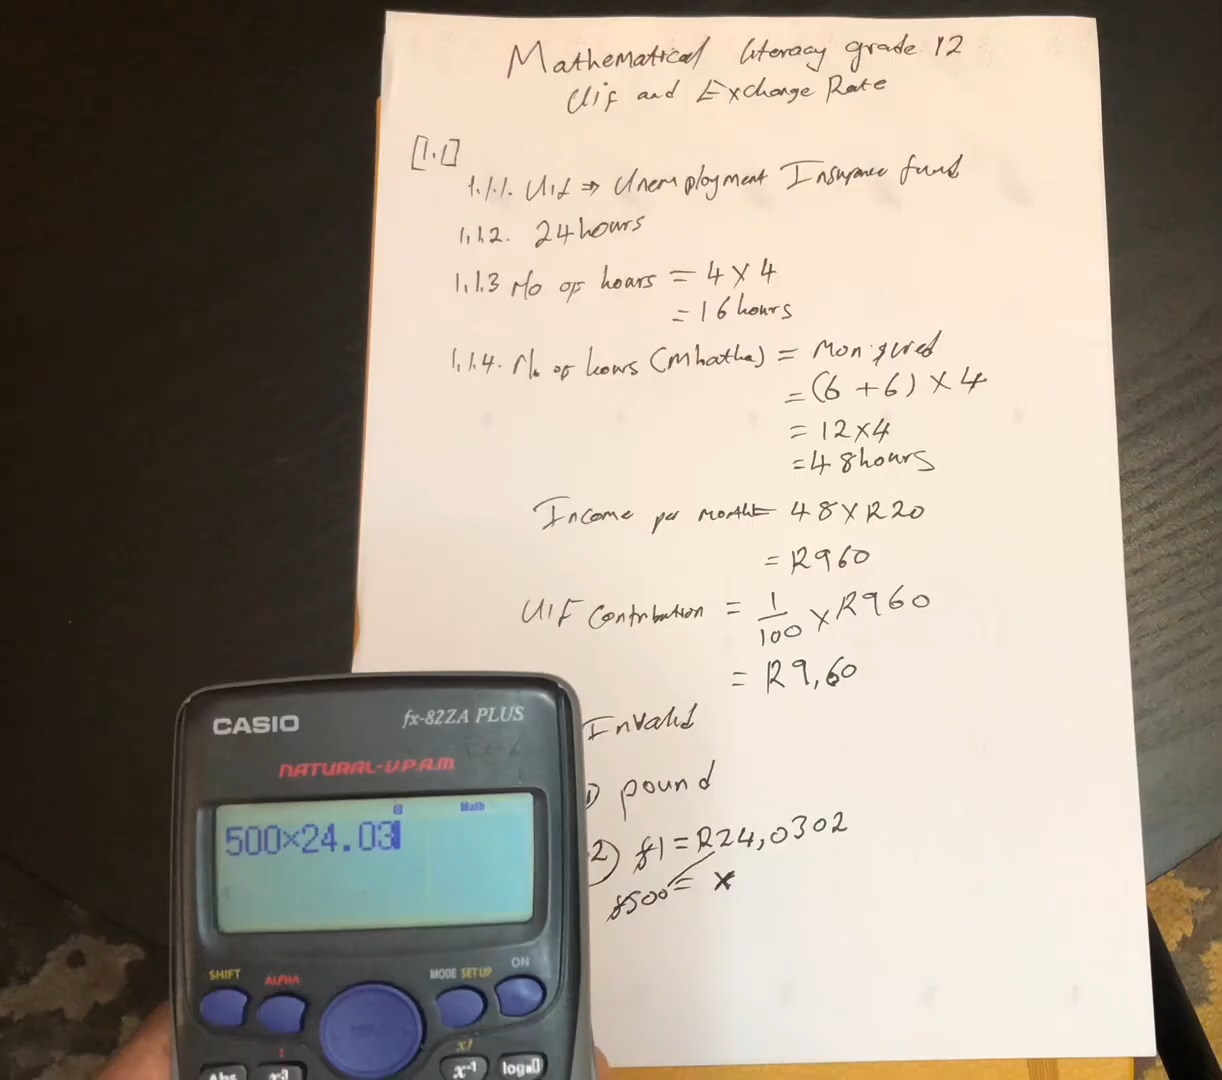 Mathematical literacy grade 12
Uif and Exchange Rate
[1.1]
1.1.1. Uif ⇒ Unemployment Insurance fund
1.1.2. 24 hours
1.1.3 No of hours = 4 × 4
= 16 hours
1.1.4. No of hours (Mhatha) = Mon & wed
= (6 + 6) × 4
= 12 × 4
= 48 hours
Income per month = 48 × R20
= R960
UIF Contribution = 1/100 × R960
= R9,60
Invalid
) pound
2) £1 = R24,0302
£500 = x
CASIO fx-82ZA PLUS
NATURAL-V.P.A.M.
D Math
500×24.03
SHIFT ALPHA MODE SETUP ON
x!
Abs x³ x⁻¹ log